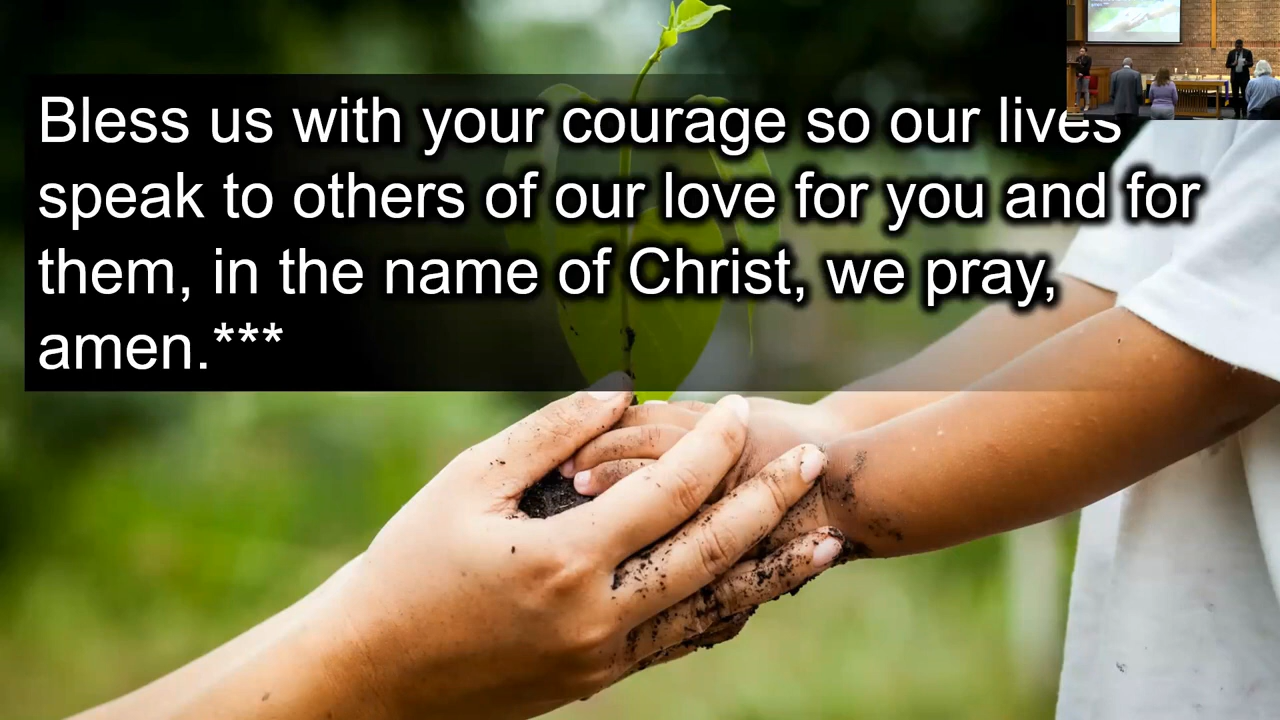 Bless us with your courage so our lives
speak to others of our love for you and for
them, in the name of Christ, we pray,
amen.***